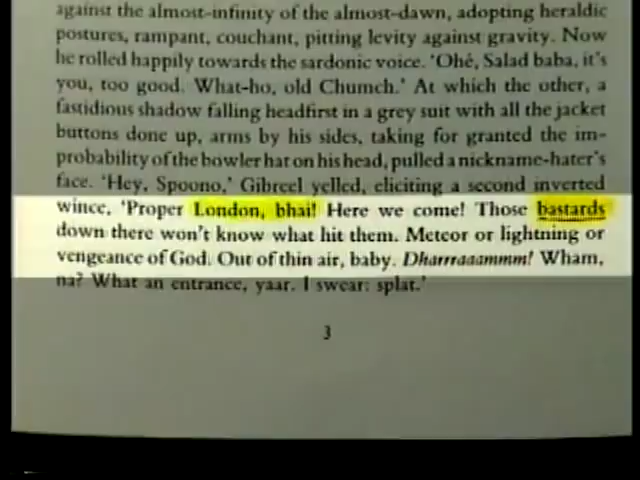 against the almost-infinity of the almost-dawn, adopting heraldic
postures, rampant, couchant, pitting levity against gravity. Now
he rolled happily towards the sardonic voice. 'Ohé, Salad baba, it's
you, too good. What-ho, old Chumch.' At which the other, a
fastidious shadow falling headfirst in a grey suit with all the jacket
buttons done up, arms by his sides, taking for granted the im-
probability of the bowler hat on his head, pulled a nickname-hater's
face. 'Hey, Spoono,' Gibreel yelled, eliciting a second inverted
wince, 'Proper London, bhai! Here we come! Those bastards
down there won't know what hit them. Meteor or lightning or
vengeance of God. Out of thin air, baby. Dharrraaammm! Wham,
na? What an entrance, yaar. I swear: splat.'
3